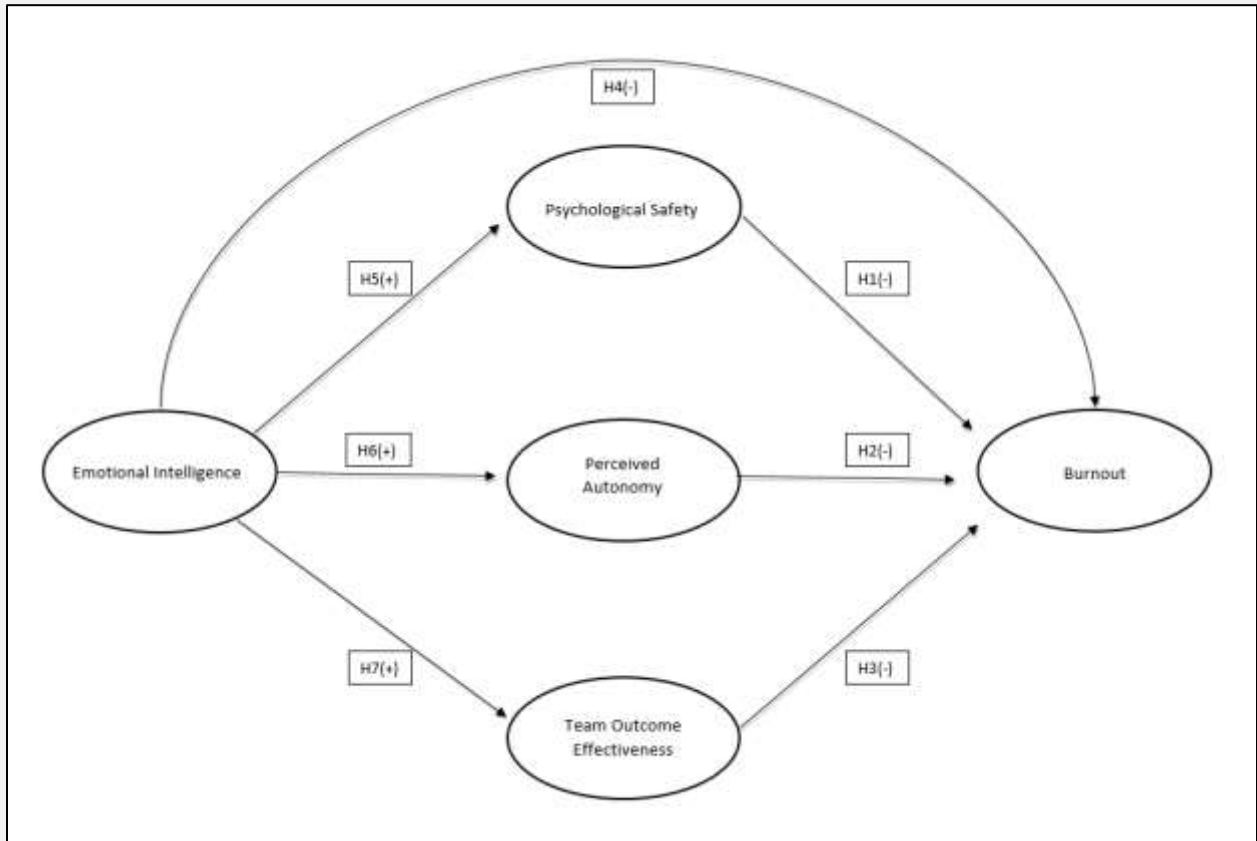 H4(-)
Psychological Safety
H5(+)
H1(-)
Emotional Intelligence
H6(+)
Perceived
Autonomy
H2(-)
Burnout
H7(+)
H3(-)
Team Outcome
Effectiveness